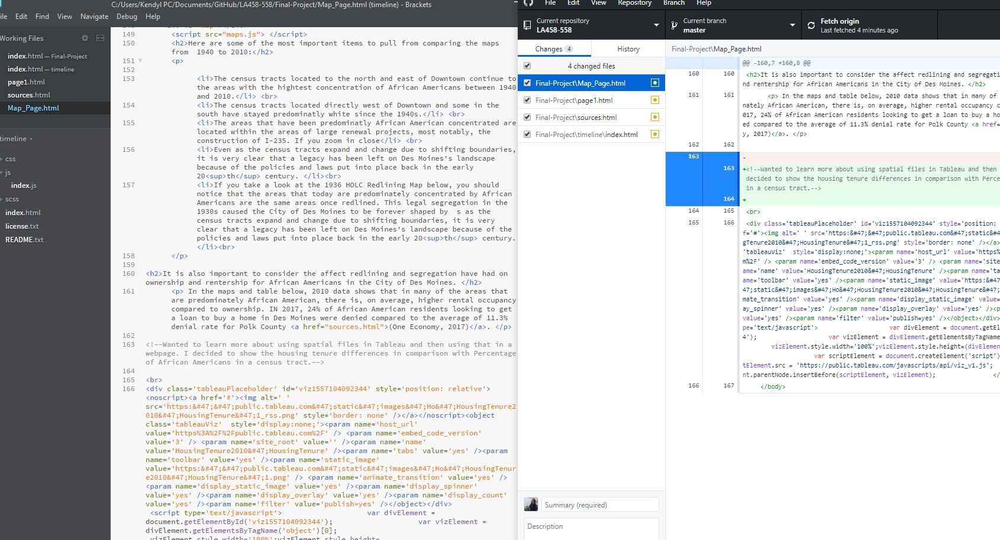 C:/Users/Kendyl PC/Documents/GitHub/LA458-558/Final-Project/Map_Page.html (timeline) - Brackets
ile Edit Find View Navigate Debug Help
Working Files
index.html — Final-Project
index.html — timeline
page1.html
sources.html
Map_Page.html
timeline
css
js
index.js
scss
index.html
license.txt
README.txt
149 <script src="maps.js"> </script>
150 <h2>Here are some of the most important items to pull from comparing the maps
from 1940 to 2010:</h2>
151 <p>
152
153 <li>The census tracts located to the north and east of Downtown continue to
the areas with the hightest concentration of African Americans between 1940
and 2010.</li> <br>
154 <li>The census tracts located directly west of Downtown and some in the
south have stayed predominatly white since the 1940s.</li> <br>
155 <li>The areas that have been predominatly African American concentrated are
located within the areas of large renewal projects, most notably, the
construction of I-235. If you zoom in close</li> <br>
156 <li>Even as the census tracts expand and change due to shifting boundaries,
it is very clear that a legacy has been left on Des Moines's landscape
because of the policies and laws put into place back in the early
20<sup>th</sup> century. </li><br>
157 <li>If you take a look at the 1936 HOLC Redlining Map below, you should
notice that the areas that today are predominately concentrated by African
Americans are the same areas once redlined. This legal segregation in the
1930s caused the City of Des Moines to be forever shaped by  s as the
census tracts expand and change due to shifting boundaries, it is very
clear that a legacy has been left on Des Moines's landscape because of the
policies and laws put into place back in the early 20<sup>th</sup> century.
</li><br>
158 </p>
159
160 <h2>It is also important to consider the affect redlining and segregation have had on
ownership and rentership for African Americans in the City of Des Moines. </h2>
161 <p> In the maps and table below, 2010 data shows that in many of the areas that
are predominately African American, there is, on average, higher rental occupancy
compared to ownership. IN 2017, 24% of African American residents looking to get
a loan to buy a home in Des Moines were denied compared to the average of 11.3%
denial rate for Polk County <a href="sources.html">(One Economy, 2017)</a>. </p>
162
163 <!--Wanted to learn more about using spatial files in Tableau and then using that in a
webpage. I decided to show the housing tenure differences in comparison with Percentage
of African Americans in a census tract.-->
164
165 <br>
166 <div class='tableauPlaceholder' id='viz1557104092344' style='position: relative'>
<noscript><a href='#'><img alt=' '
src='https:&#47;&#47;public.tableau.com&#47;static&#47;images&#47;Ho&#47;HousingTenure2
010&#47;HousingTenure&#47;1_rss.png' style='border: none' /></a></noscript><object
class='tableauViz'  style='display:none;'><param name='host_url'
value='https%3A%2F%2Fpublic.tableau.com%2F' /> <param name='embed_code_version'
value='3' /> <param name='site_root' value='' /><param name='name'
value='HousingTenure2010&#47;HousingTenure' /><param name='tabs' value='yes' /><param
name='toolbar' value='yes' /><param name='static_image'
value='https:&#47;&#47;public.tableau.com&#47;static&#47;images&#47;Ho&#47;HousingTenur
e2010&#47;HousingTenure&#47;1.png' /> <param name='animate_transition' value='yes' />
<param name='display_static_image' value='yes' /><param name='display_spinner'
value='yes' /><param name='display_overlay' value='yes' /><param name='display_count'
value='yes' /><param name='filter' value='publish=yes' /></object></div>
<script type='text/javascript'> var divElement =
document.getElementById('viz1557104092344'); var vizElement =
divElement.getElementsByTagName('object')[0];
vizElement.style.width='100%';vizElement.style.height=
File Edit View Repository Branch Help
Current repository
LA458-558
Current branch
master
Fetch origin
Last fetched 4 minutes ago
Changes 4 History
4 changed files
Final-Project\Map_Page.html
Final-Project\page1.html
Final-Project\sources.html
Final-Project\timeline\index.html
Summary (required)
Description
Final-Project\Map_Page.html
@@ -160,7 +160,8 @@
160 160 <h2>It is also important to consider the affect redlining and segregati
nd rentership for African Americans in the City of Des Moines. </h2>
161 161 <p> In the maps and table below, 2010 data shows that in many of
nately African American, there is, on average, higher rental occupancy c
017, 24% of African American residents looking to get a loan to buy a ho
ed compared to the average of 11.3% denial rate for Polk County <a href=
y, 2017)</a>. </p>
162 162
163 -
163 +<!--Wanted to learn more about using spatial files in Tableau and then
decided to show the housing tenure differences in comparison with Perce
in a census tract.-->
164 +
164 165 <br>
165 166 <div class='tableauPlaceholder' id='viz1557104092344' style='position:
f='#'><img alt=' ' src='https:&#47;&#47;public.tableau.com&#47;static&#
gTenure2010&#47;HousingTenure&#47;1_rss.png' style='border: none' /></a>
'tableauViz'  style='display:none;'><param name='host_url' value='https%
m%2F' /> <param name='embed_code_version' value='3' /> <param name='site
ame='name' value='HousingTenure2010&#47;HousingTenure' /><param name='ta
ame='toolbar' value='yes' /><param name='static_image' value='https:&#4
47;static&#47;images&#47;Ho&#47;HousingTenure2010&#47;HousingTenure&#47;
mate_transition' value='yes' /><param name='display_static_image' value=
ay_spinner' value='yes' /><param name='display_overlay' value='yes' /><p
value='yes' /><param name='filter' value='publish=yes' /></object></div>
pe='text/javascript'> var divElement = document.getEl
4'); var vizElement = divElement.getElementsByTagName
vizElement.style.width='100%';vizElement.style.height=(divElemen
var scriptElement = document.createElement('script')
tElement.src = 'https://public.tableau.com/javascripts/api/viz_v1.js';
nt.parentNode.insertBefore(scriptElement, vizElement); </
166 167 </body>